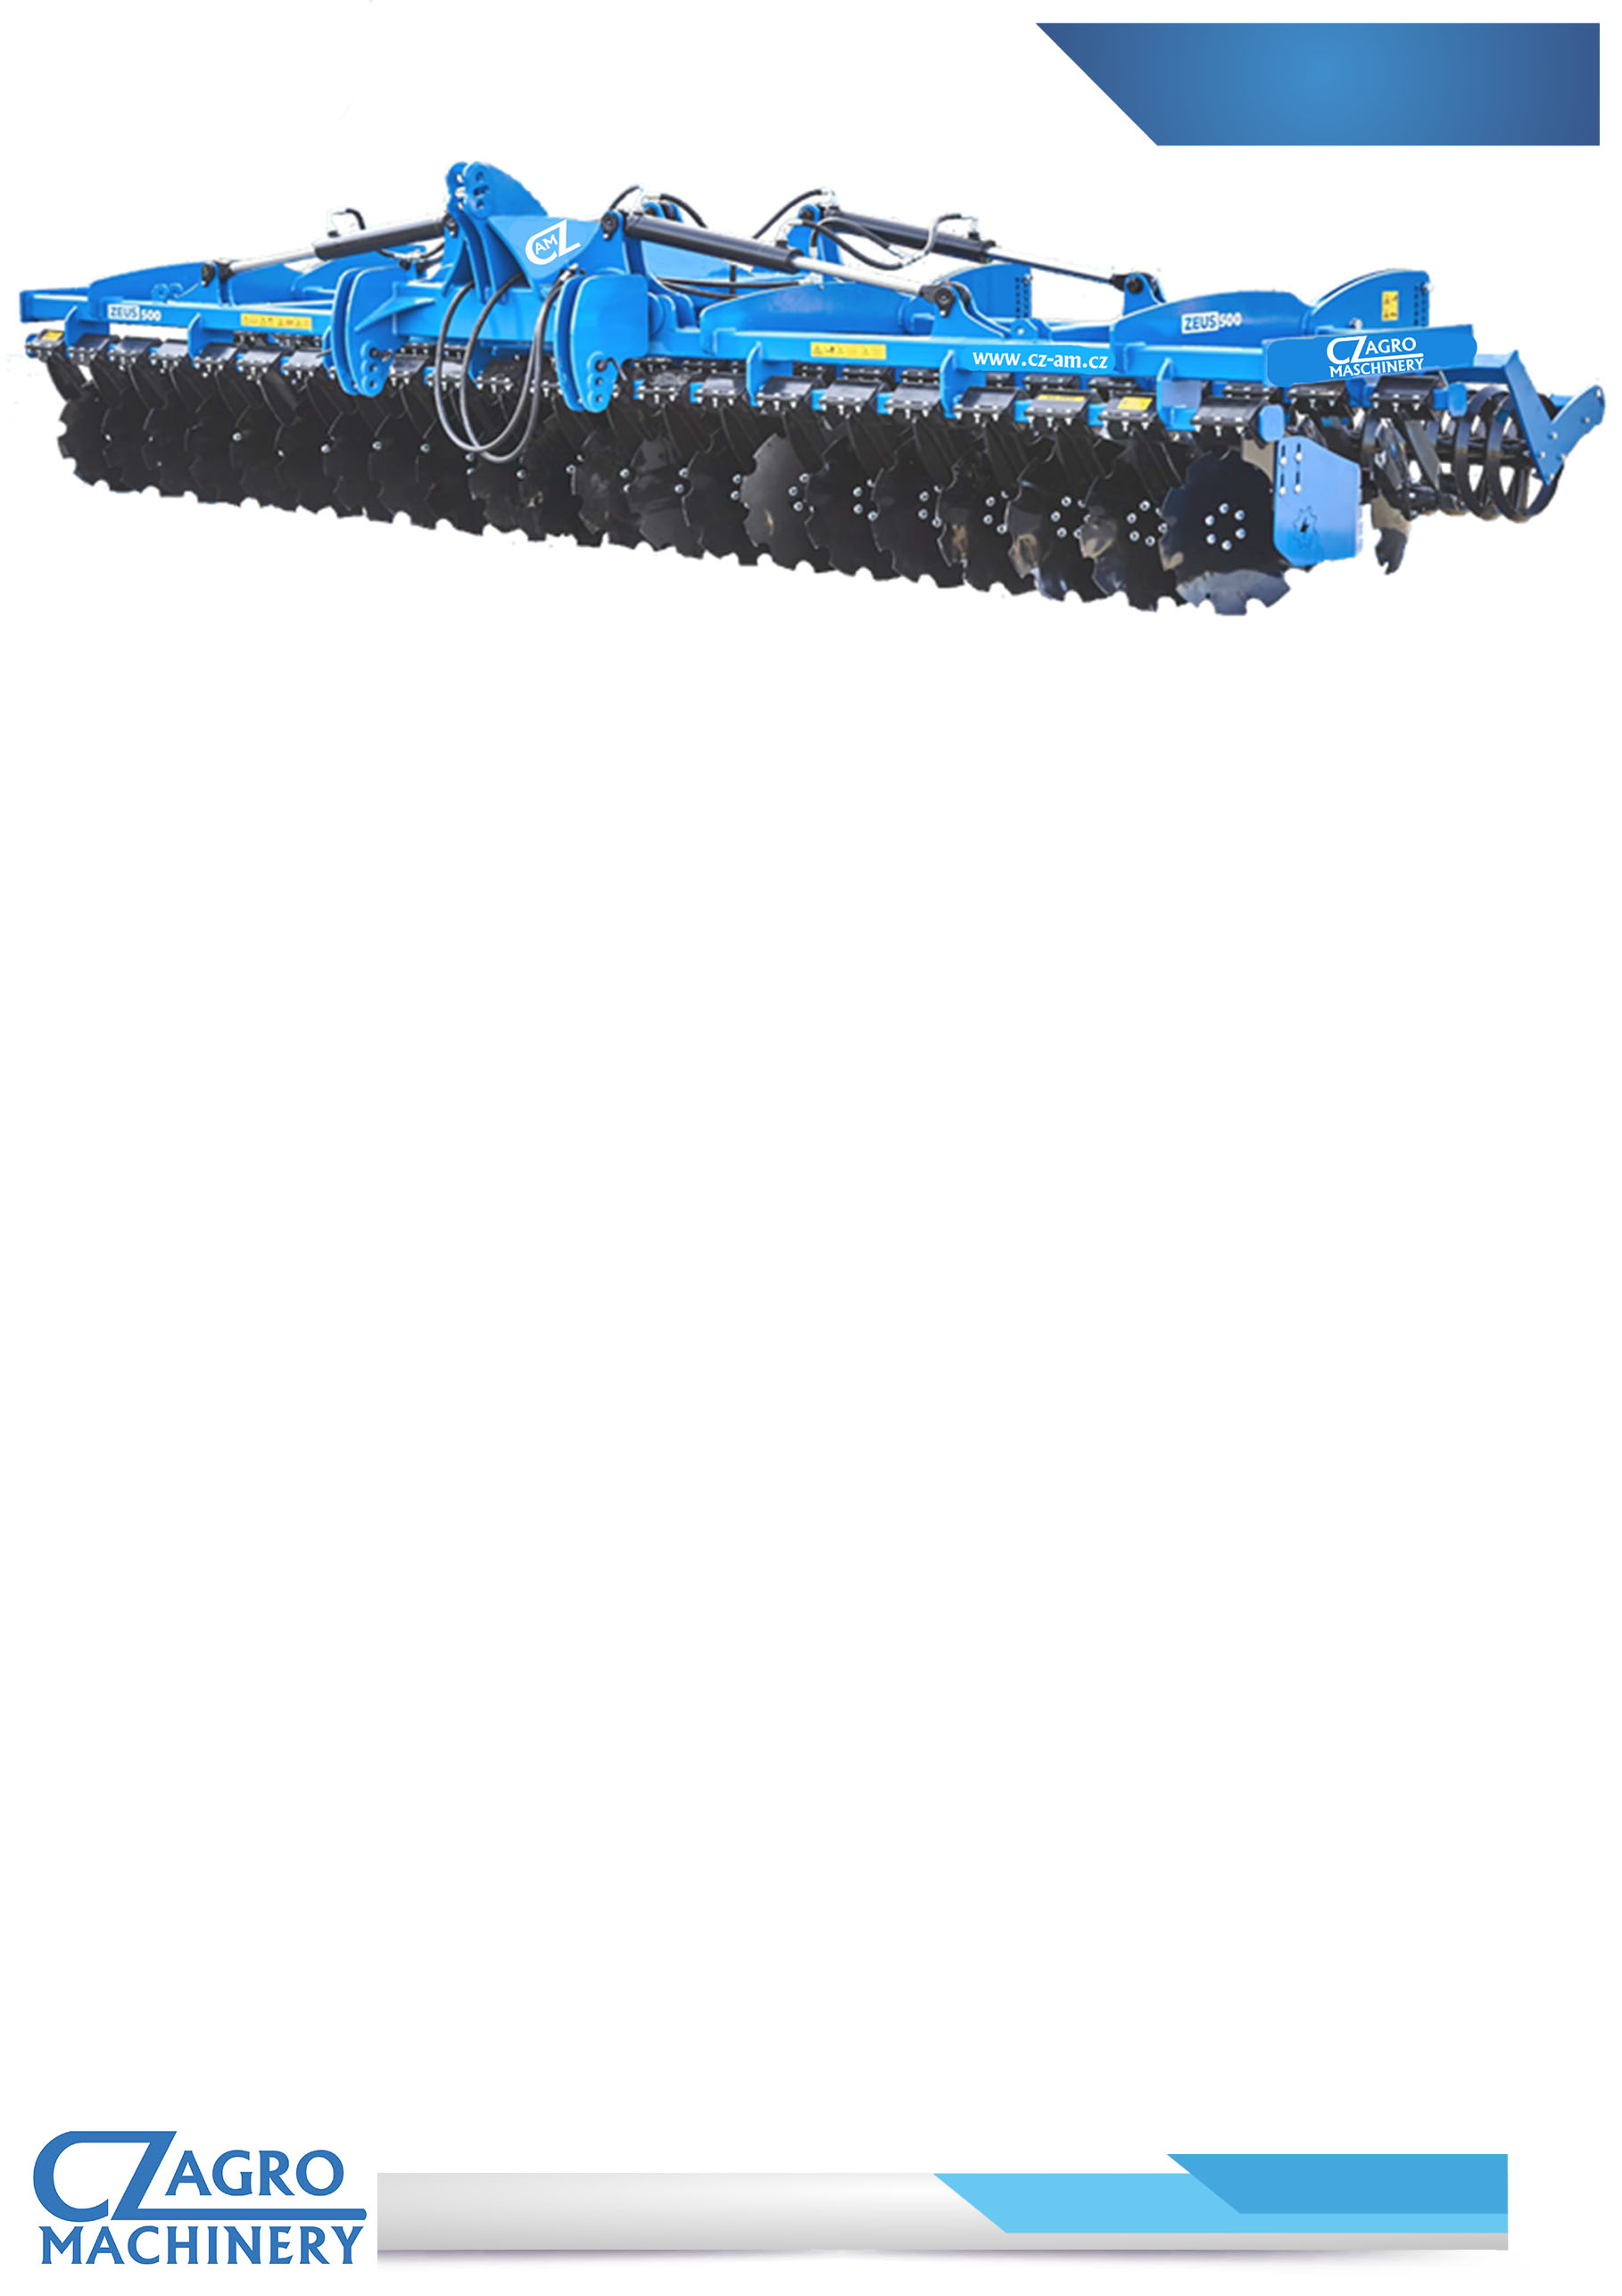 CZ AM
ZEUS 500
ZEUS 500
www.cz-am.cz
CZ AGRO
MASCHINERY
CZ AGRO
MACHINERY